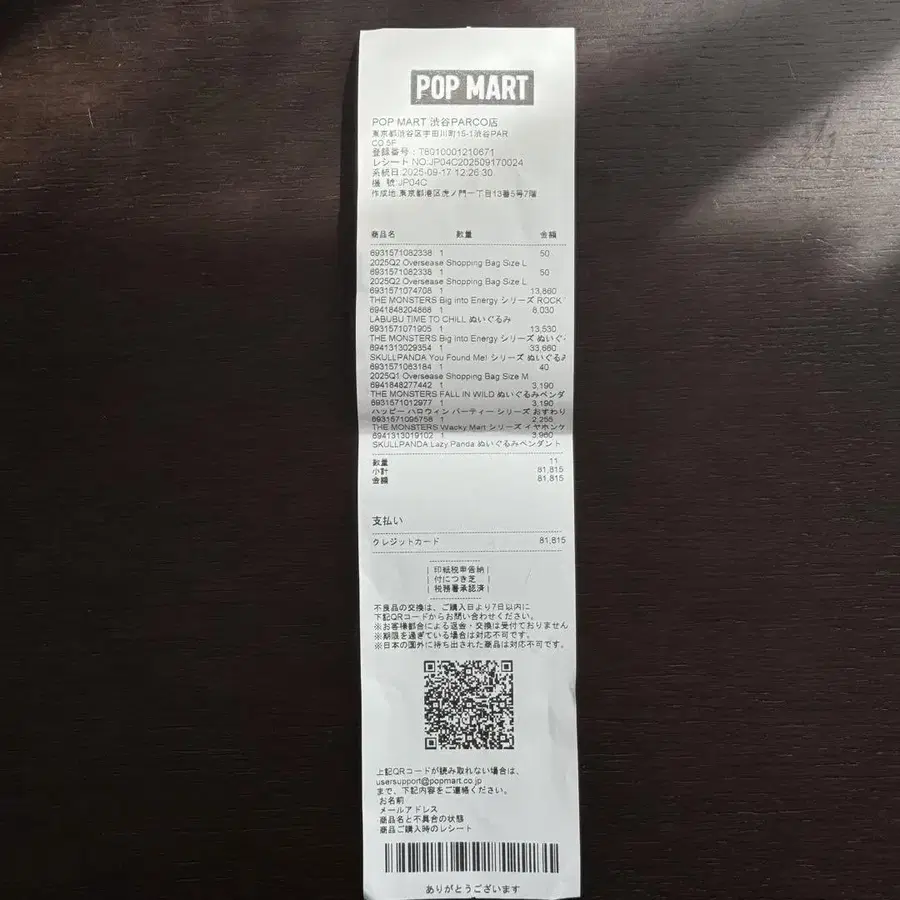 POP MART
POP MART 渋谷PARCO店
東京都渋谷区宇田川町15-1渋谷PAR
CO 5F
登録番号：T8010001210671
レシート NO:JP04C202509170024
系統日:2025-09-17 12:26:30
機 號:JP04C
作成地:東京都港区虎ノ門一丁目13番5号7階
商品名 数量 金額
6931571082338 1 50
2025Q2 Oversease Shopping Bag Size L
6931571082338 1 50
2025Q2 Oversease Shopping Bag Size L
6931571074708 1 13,860
THE MONSTERS Big into Energy シリーズ ROCK
6941848204868 1 8,030
LABUBU TIME TO CHILL ぬいぐるみ
6931571071905 1 13,530
THE MONSTERS Big into Energy シリーズ ぬいぐ
6941313029354 1 33,660
SKULLPANDA You Found Me! シリーズ ぬいぐるみ
6931571083184 1 40
2025Q1 Oversease Shopping Bag Size M
6941848277442 1 3,190
THE MONSTERS FALL IN WILD ぬいぐるみペンダ
6931571012977 1 3,190
ハッピー ハロウィン パーティー シリーズ おすわり
6931571095756 1 2,255
THE MONSTERS Wacky Mart シリーズ イヤホンケ
6941313019102 1 3,960
SKULLPANDA Lazy Panda ぬいぐるみペンダント
数量 11
小計 81,815
金額 81,815
支払い
クレジットカード 81,815
印紙税申告納
付につき芝
税務署承認済
不良品の交換は、ご購入日より7日以内に
下記QRコードからお問い合わせください。
※お客様都合による返金・交換は受付ておりません
※期限を過ぎている場合は対応不可です。
※日本の国外に持ち出された商品は対応不可です。
上記QRコードが読み取れない場合は、
usersupport@popmart.co.jp
まで、下記内容をご連絡ください。
お名前
メールアドレス
商品名と不具合の状態
商品ご購入時のレシート
ありがとうございます